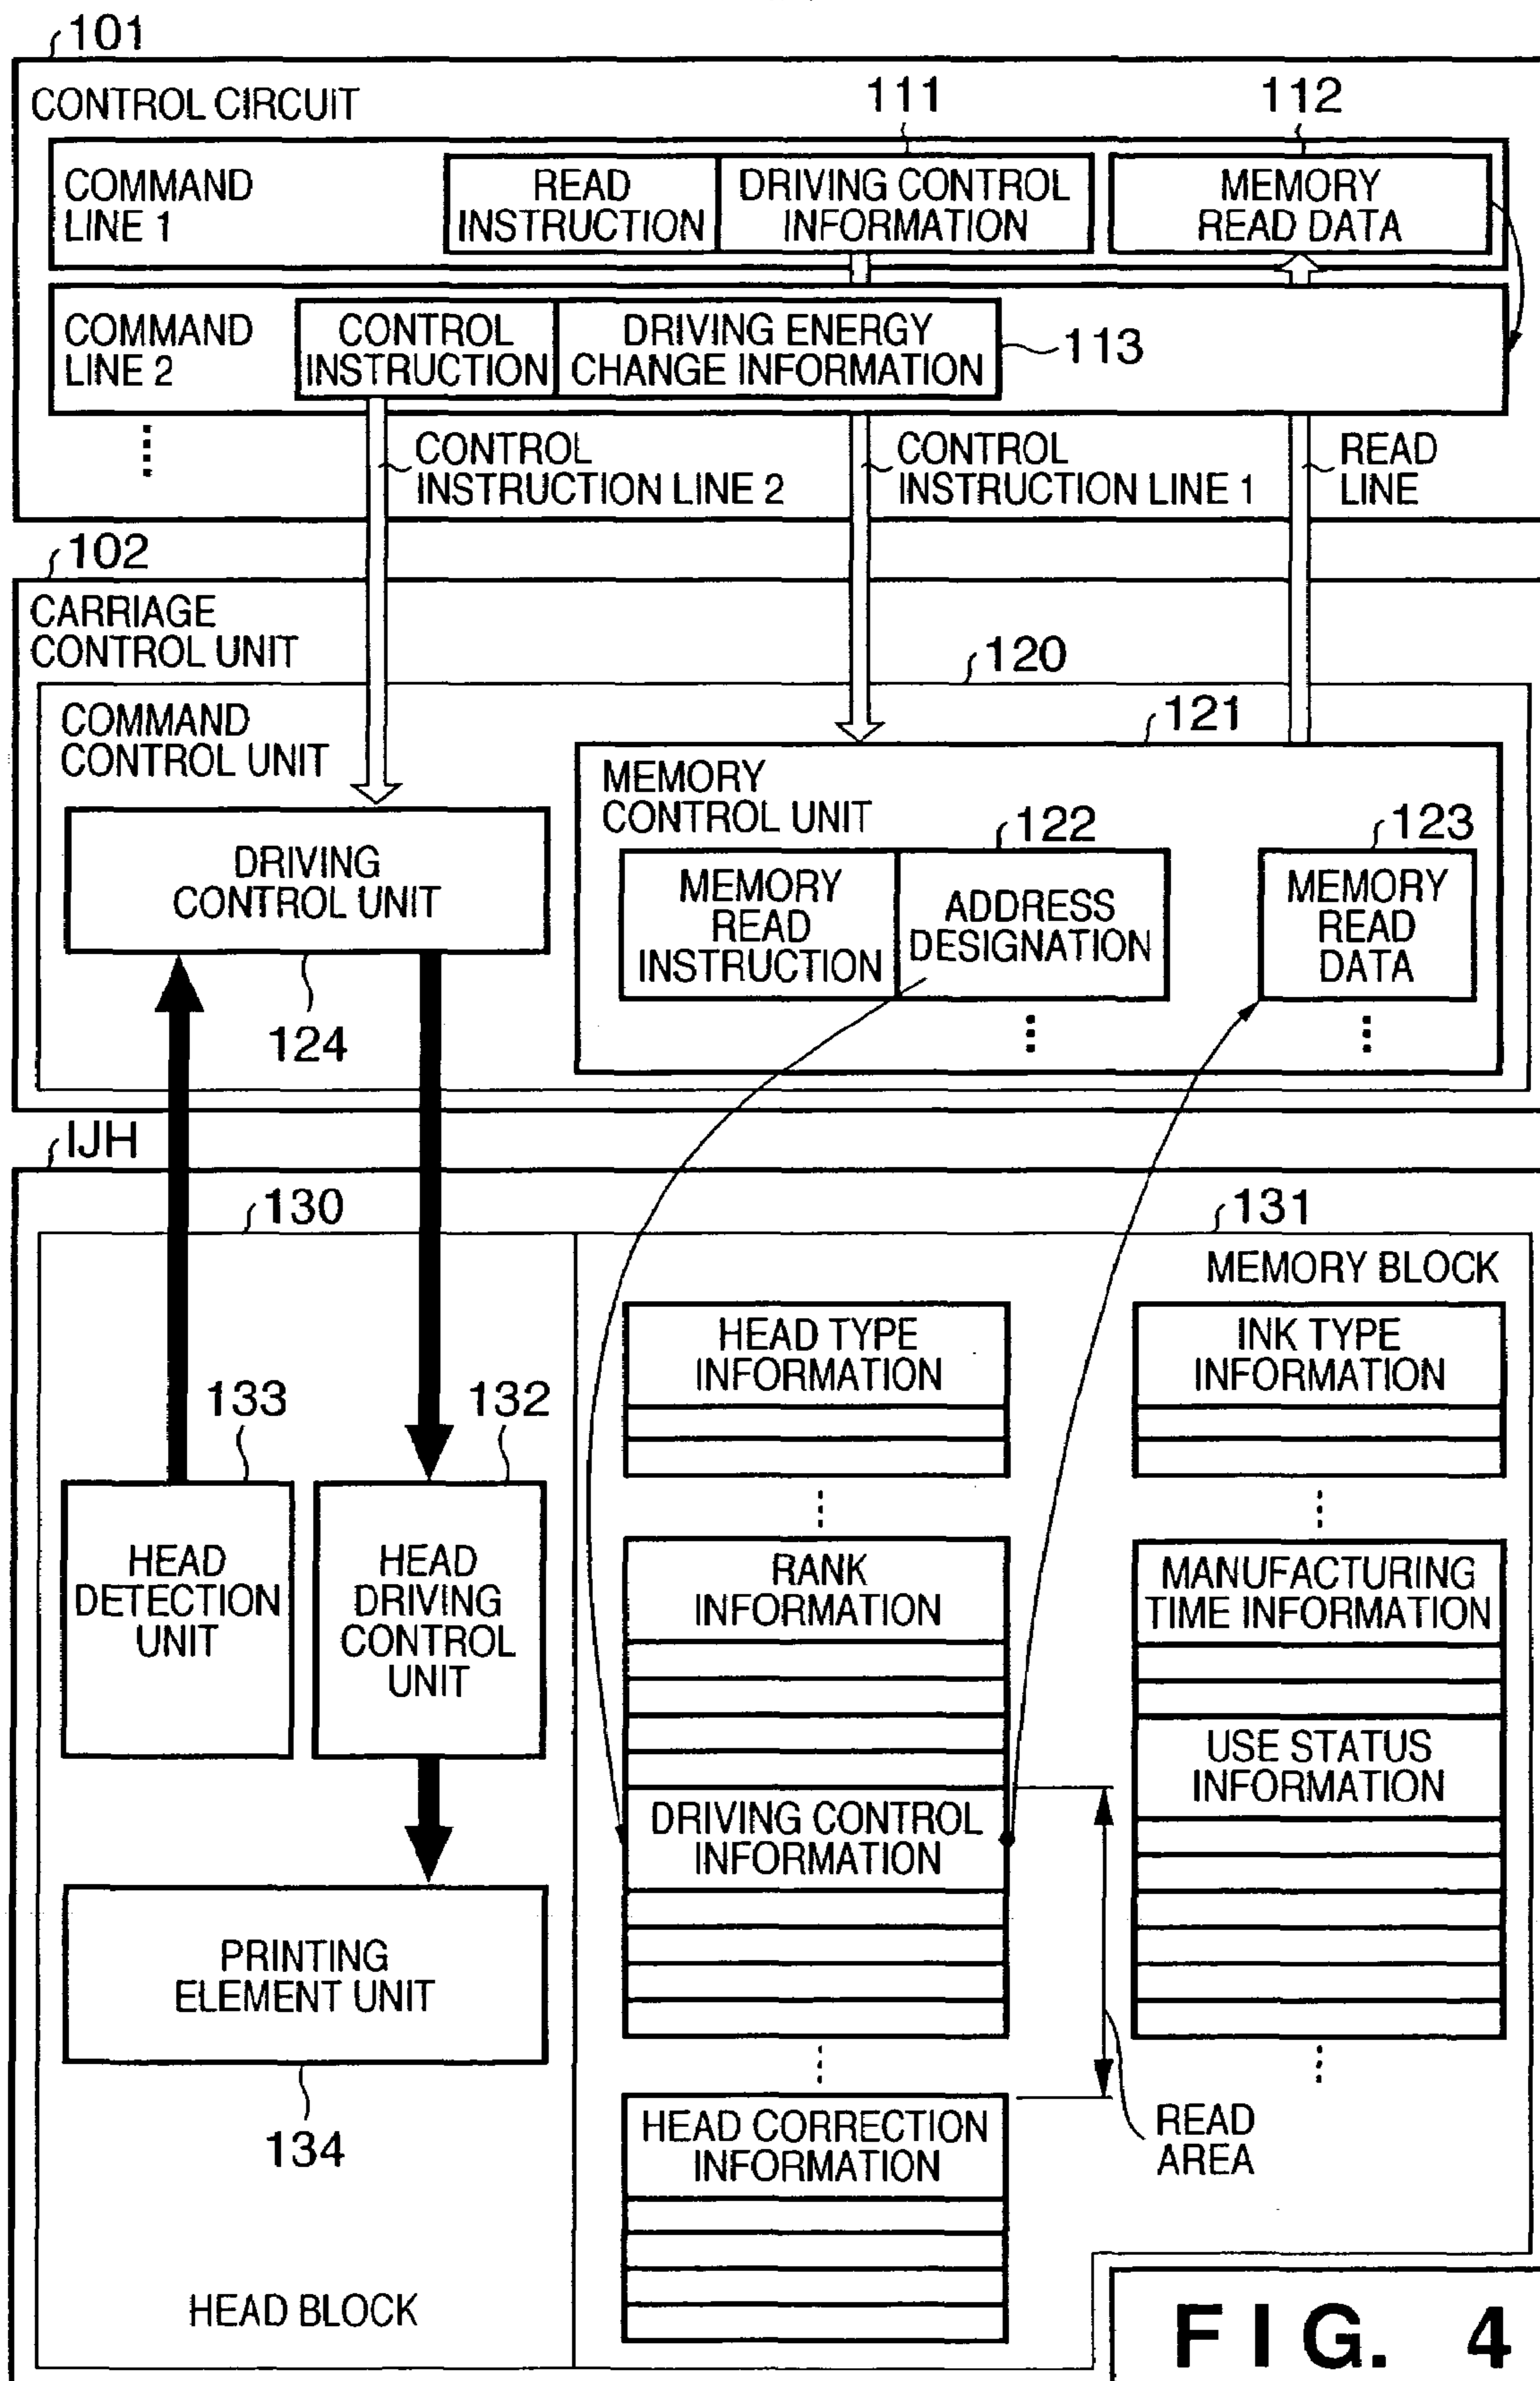 101
CONTROL CIRCUIT
111
112
COMMAND
LINE 1
READ
INSTRUCTION
DRIVING CONTROL
INFORMATION
MEMORY
READ DATA
COMMAND
LINE 2
CONTROL
INSTRUCTION
DRIVING ENERGY
CHANGE INFORMATION
113
CONTROL
INSTRUCTION LINE 2
CONTROL
INSTRUCTION LINE 1
READ
LINE
102
CARRIAGE
CONTROL UNIT
120
COMMAND
CONTROL UNIT
121
MEMORY
CONTROL UNIT
122
123
DRIVING
CONTROL UNIT
MEMORY
READ
INSTRUCTION
ADDRESS
DESIGNATION
MEMORY
READ
DATA
124
IJH
130
131
MEMORY BLOCK
HEAD TYPE
INFORMATION
INK TYPE
INFORMATION
133
132
HEAD
DETECTION
UNIT
HEAD
DRIVING
CONTROL
UNIT
RANK
INFORMATION
MANUFACTURING
TIME INFORMATION
USE STATUS
INFORMATION
DRIVING CONTROL
INFORMATION
PRINTING
ELEMENT UNIT
134
HEAD CORRECTION
INFORMATION
READ
AREA
HEAD BLOCK
FIG. 4